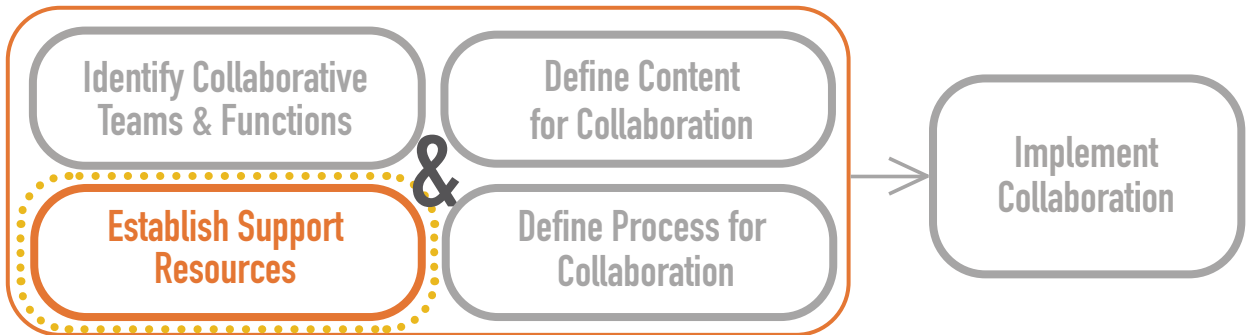 Identify Collaborative
Teams & Functions
Define Content
for Collaboration
&
Establish Support
Resources
Define Process for
Collaboration
Implement
Collaboration